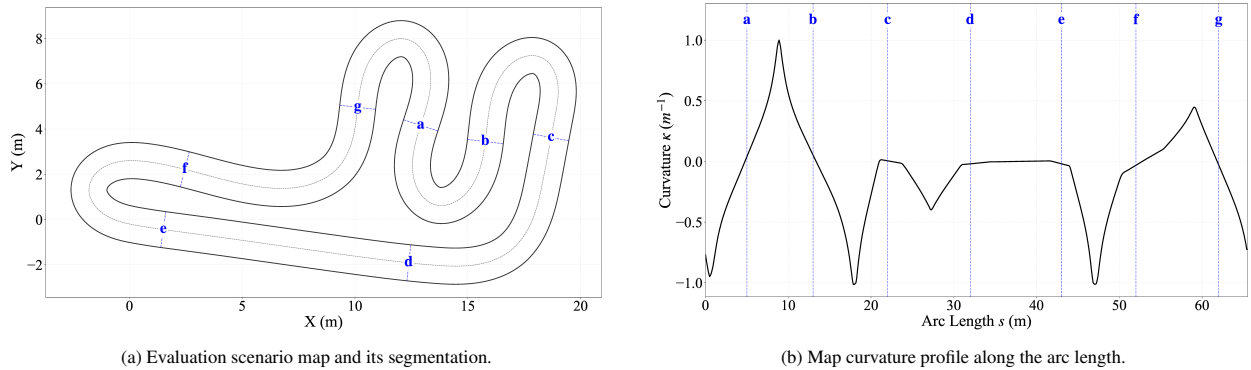 8
6
4
2
0
−2
Y (m)
0
5
10
15
20
X (m)
a
b
c
d
e
f
g
(a) Evaluation scenario map and its segmentation.
a
b
c
d
e
f
g
1.0
0.5
0.0
−0.5
−1.0
Curvature κ (m⁻¹)
0
10
20
30
40
50
60
Arc Length s (m)
(b) Map curvature profile along the arc length.